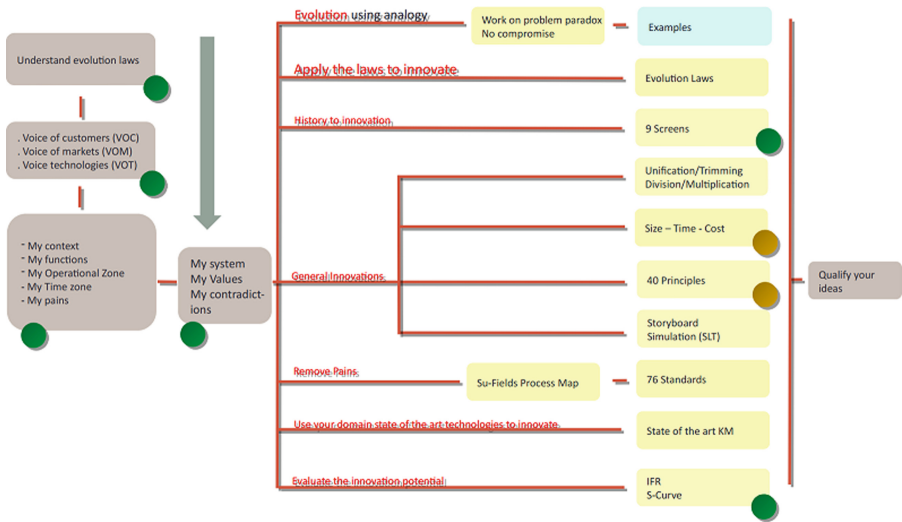 Understand evolution laws
. Voice of customers (VOC)
. Voice of markets (VOM)
. Voice technologies (VOT)
- My context
- My functions
- My Operational Zone
- My Time zone
- My pains
My system
My Values
My contradict-
ions
Evolution using analogy
Work on problem paradox
No compromise
Examples
Apply the laws to innovate
Evolution Laws
History to innovation
9 Screens
General Innovations
Unification/Trimming
Division/Multiplication
Size – Time - Cost
40 Principles
Storyboard
Simulation (SLT)
Remove Pains
Su-Fields Process Map
76 Standards
Use your domain state of the art technologies to innovate
State of the art KM
Evaluate the innovation potential
IFR
S-Curve
Qualify your
ideas